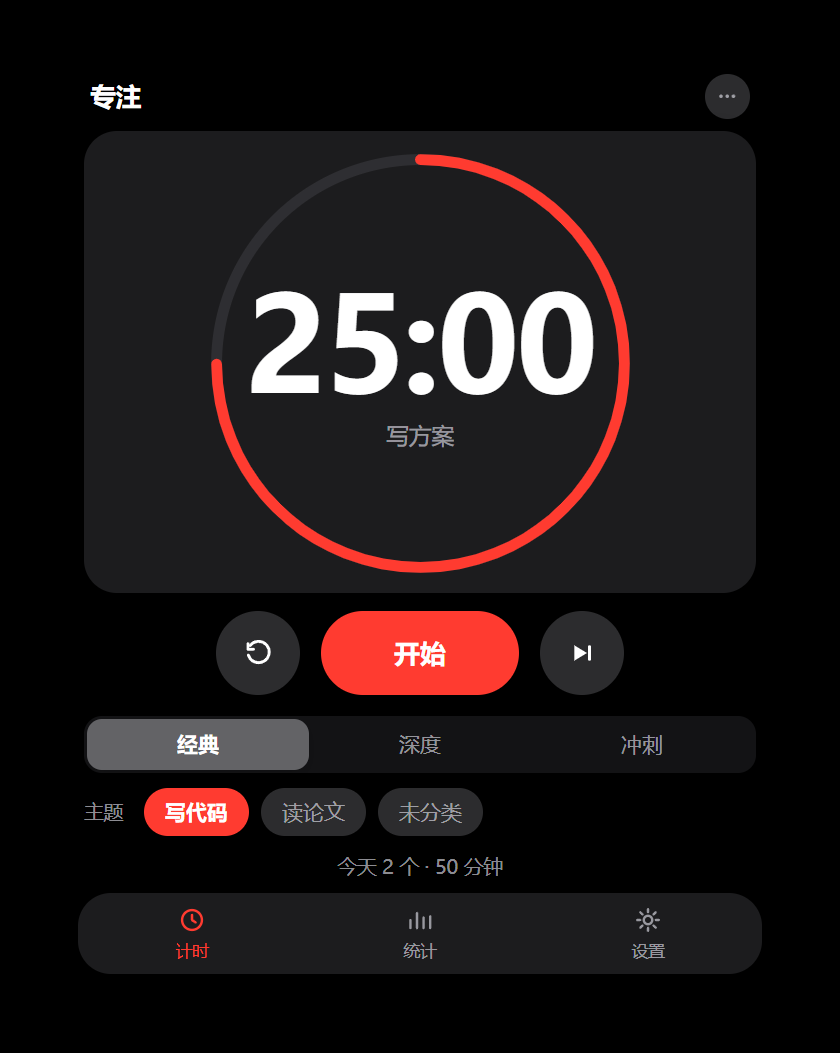 专注
25:00
写方案
开始
经典 深度 冲刺
主题 写代码 读论文 未分类
今天 2 个 · 50 分钟
计时 统计 设置